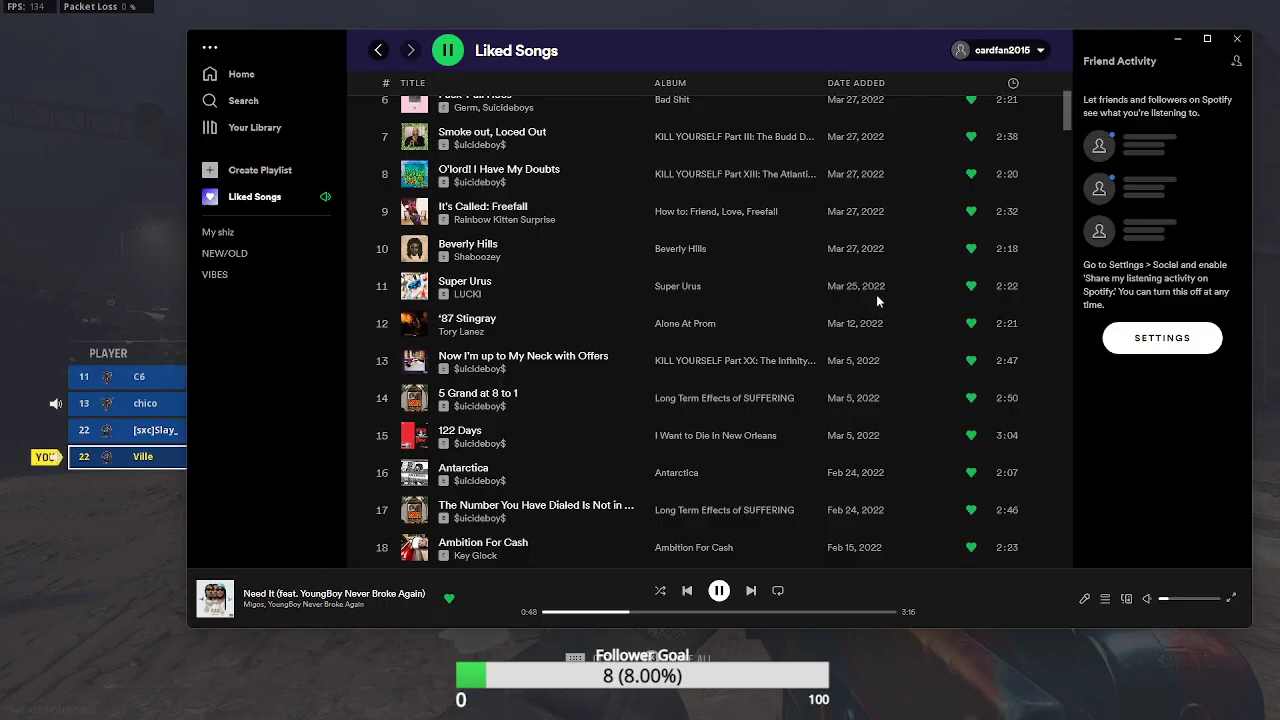 FPS: 134 Packet Loss 0 %
Liked Songs
cardfan2015
Home
Search
Your Library
Create Playlist
Liked Songs
My shiz
NEW/OLD
VIBES
# TITLE ALBUM DATE ADDED
6 Germ, $uicideboy$ Bad Shit Mar 27, 2022 2:21
7 Smoke out, Loced Out KILL YOURSELF Part III: The Budd D... Mar 27, 2022 2:38
E $uicideboy$
8 O'lord! I Have My Doubts KILL YOURSELF Part XIII: The Atlanti... Mar 27, 2022 2:20
E $uicideboy$
9 It's Called: Freefall How to: Friend, Love, Freefall Mar 27, 2022 2:32
E Rainbow Kitten Surprise
10 Beverly Hills Beverly Hills Mar 27, 2022 2:18
E Shaboozey
11 Super Urus Super Urus Mar 25, 2022 2:22
E LUCKI
12 '87 Stingray Alone At Prom Mar 12, 2022 2:21
Tory Lanez
13 Now I'm up to My Neck with Offers KILL YOURSELF Part XX: The Infinity... Mar 5, 2022 2:47
E $uicideboy$
14 5 Grand at 8 to 1 Long Term Effects of SUFFERING Mar 5, 2022 2:50
E $uicideboy$
15 122 Days I Want to Die In New Orleans Mar 5, 2022 3:04
E $uicideboy$
16 Antarctica Antarctica Feb 24, 2022 2:07
E $uicideboy$
17 The Number You Have Dialed Is Not in ... Long Term Effects of SUFFERING Feb 24, 2022 2:46
E $uicideboy$
18 Ambition For Cash Ambition For Cash Feb 15, 2022 2:23
E Key Glock
Friend Activity
Let friends and followers on Spotify
see what you're listening to.
Go to Settings > Social and enable
'Share my listening activity on
Spotify.' You can turn this off at any
time.
SETTINGS
PLAYER
11 C6
13 chico
22 [sxc]Slay_
YOU 22 Ville
Need It (feat. YoungBoy Never Broke Again)
Migos, YoungBoy Never Broke Again
0:48 3:16
Follower Goal
8 (8.00%)
0 100